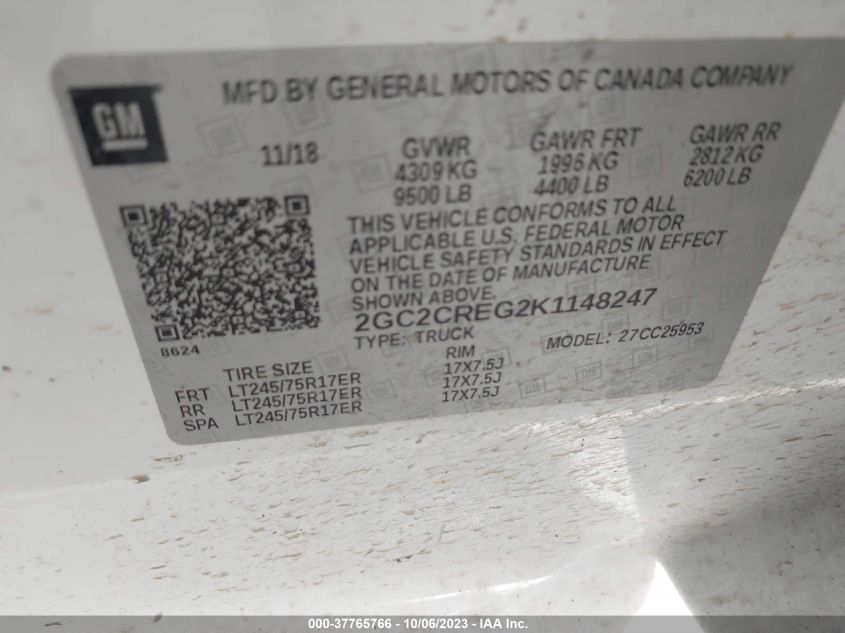 GM
MFD BY GENERAL MOTORS OF CANADA COMPANY
11/18 GVWR GAWR FRT GAWR RR
4309 KG 1996 KG 2812 KG
9500 LB 4400 LB 6200 LB
THIS VEHICLE CONFORMS TO ALL
APPLICABLE U.S. FEDERAL MOTOR
VEHICLE SAFETY STANDARDS IN EFFECT
ON THE DATE OF MANUFACTURE
SHOWN ABOVE.
2GC2CREG2K1148247
TYPE: TRUCK MODEL: 27CC25953
8624
TIRE SIZE RIM
FRT LT245/75R17ER 17X7.5J
RR LT245/75R17ER 17X7.5J
SPA LT245/75R17ER 17X7.5J
000-37765766 - 10/06/2023 - IAA Inc.